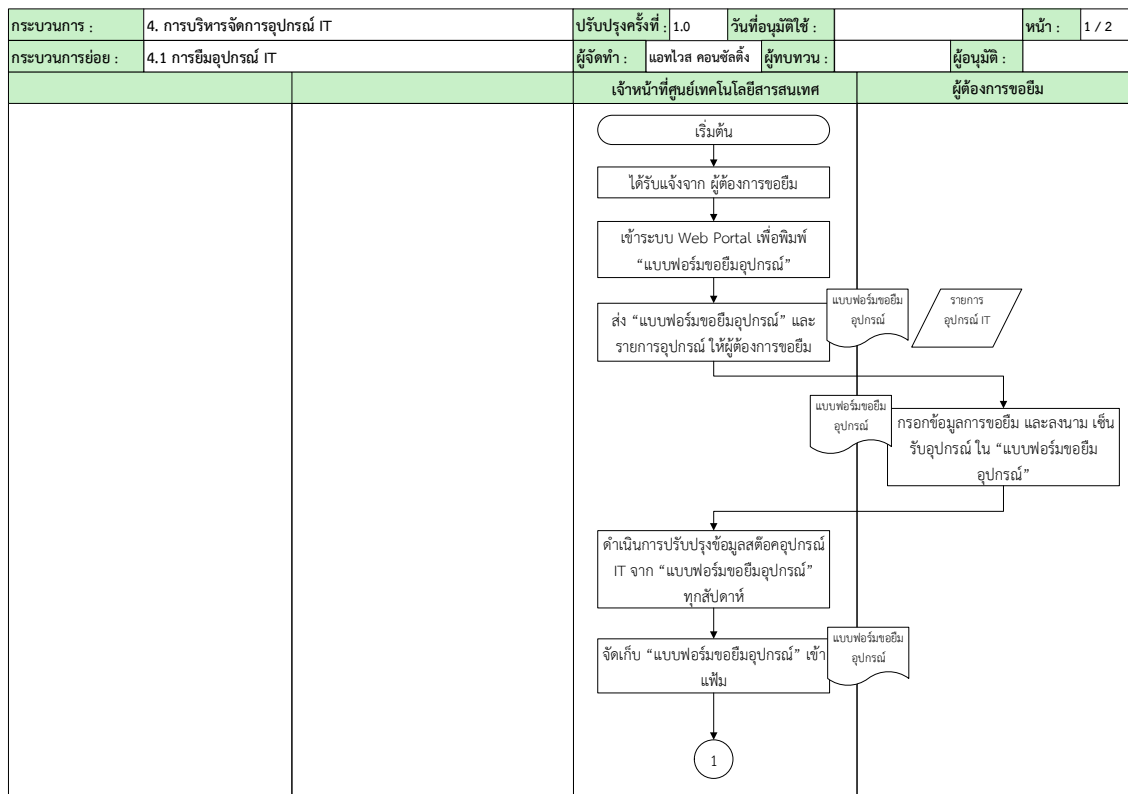 กระบวนการ : 4. การบริหารจัดการอุปกรณ์ IT ปรับปรุงครั้งที่ : 1.0 วันที่อนุมัติใช้ : หน้า : 1 / 2
กระบวนการย่อย : 4.1 การยืมอุปกรณ์ IT ผู้จัดทำ : แอทไวส คอนซัลติ้ง ผู้ทบทวน : ผู้อนุมัติ :
เจ้าหน้าที่ศูนย์เทคโนโลยีสารสนเทศ ผู้ต้องการขอยืม
เริ่มต้น
ได้รับแจ้งจาก ผู้ต้องการขอยืม
เข้าระบบ Web Portal เพื่อพิมพ์
“แบบฟอร์มขอยืมอุปกรณ์”
ส่ง “แบบฟอร์มขอยืมอุปกรณ์” และ
รายการอุปกรณ์ ให้ผู้ต้องการขอยืม
แบบฟอร์มขอยืม
อุปกรณ์
รายการ
อุปกรณ์ IT
แบบฟอร์มขอยืม
อุปกรณ์
กรอกข้อมูลการขอยืม และลงนาม เซ็น
รับอุปกรณ์ ใน “แบบฟอร์มขอยืม
อุปกรณ์”
ดำเนินการปรับปรุงข้อมูลสต๊อคอุปกรณ์
IT จาก “แบบฟอร์มขอยืมอุปกรณ์”
ทุกสัปดาห์
จัดเก็บ “แบบฟอร์มขอยืมอุปกรณ์” เข้า
แฟ้ม
แบบฟอร์มขอยืม
อุปกรณ์
1